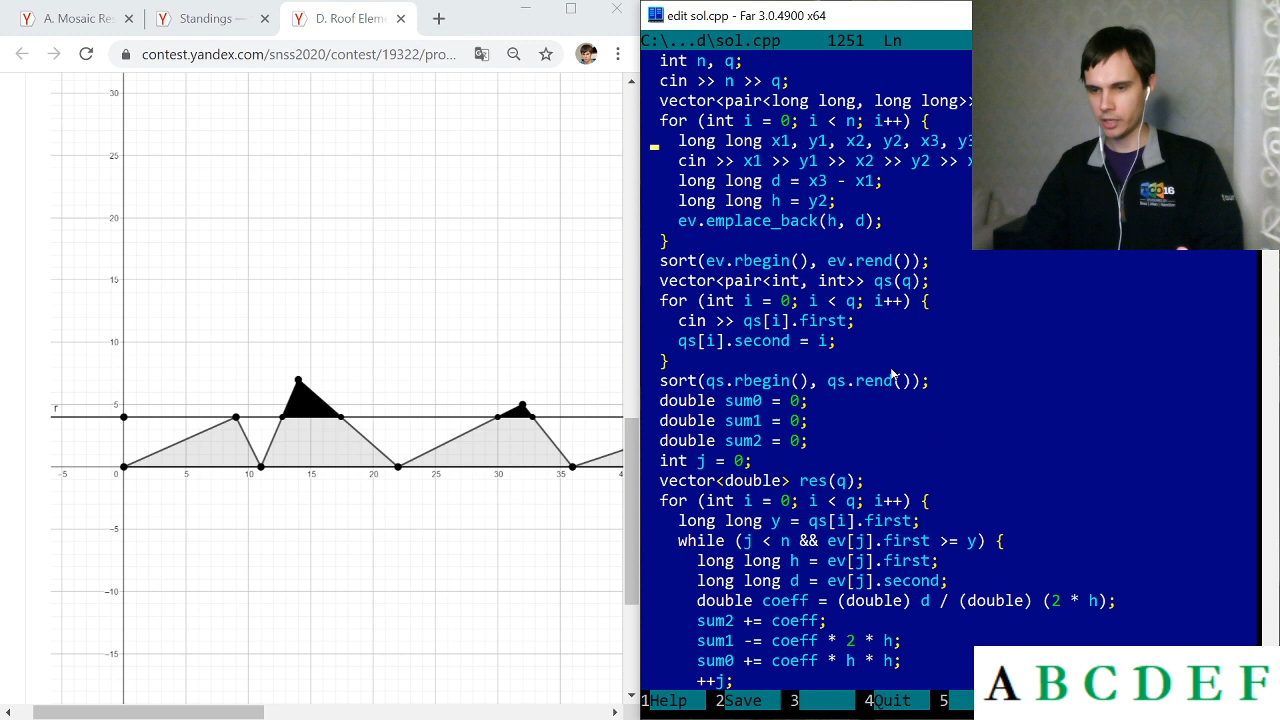 A. Mosaic Res
Standings —
D. Roof Elem
contest.yandex.com/mss2020/contest/19322/pro...
30
25
20
15
10
5
r
-5
0
5
10
15
20
25
30
35
-5
-10
-15
edit sol.cpp - Far 3.0.4900 x64
C:\...d\sol.cpp 1251 Ln
int n, q;
cin >> n >> q;
vector<pair<long long, long long>>
for (int i = 0; i < n; i++) {
long long x1, y1, x2, y2, x3, y3
cin >> x1 >> y1 >> x2 >> y2 >> x
long long d = x3 - x1;
long long h = y2;
ev.emplace_back(h, d);
}
sort(ev.rbegin(), ev.rend());
vector<pair<int, int>> qs(q);
for (int i = 0; i < q; i++) {
cin >> qs[i].first;
qs[i].second = i;
}
sort(qs.rbegin(), qs.rend());
double sum0 = 0;
double sum1 = 0;
double sum2 = 0;
int j = 0;
vector<double> res(q);
for (int i = 0; i < q; i++) {
long long y = qs[i].first;
while (j < n && ev[j].first >= y) {
long long h = ev[j].first;
long long d = ev[j].second;
double coeff = (double) d / (double) (2 * h);
sum2 += coeff;
sum1 -= coeff * 2 * h;
sum0 += coeff * h * h;
++j;
1Help 2Save 3 4Quit 5
A B C D E F